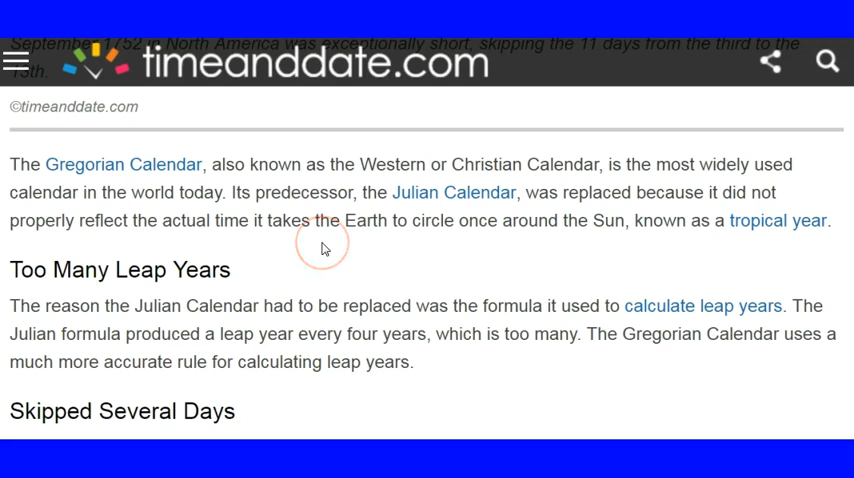 September 1752 in North America was exceptionally short, skipping the 11 days from the third to the
13th.
timeanddate.com
©timeanddate.com
The Gregorian Calendar, also known as the Western or Christian Calendar, is the most widely used
calendar in the world today. Its predecessor, the Julian Calendar, was replaced because it did not
properly reflect the actual time it takes the Earth to circle once around the Sun, known as a tropical year.
Too Many Leap Years
The reason the Julian Calendar had to be replaced was the formula it used to calculate leap years. The
Julian formula produced a leap year every four years, which is too many. The Gregorian Calendar uses a
much more accurate rule for calculating leap years.
Skipped Several Days